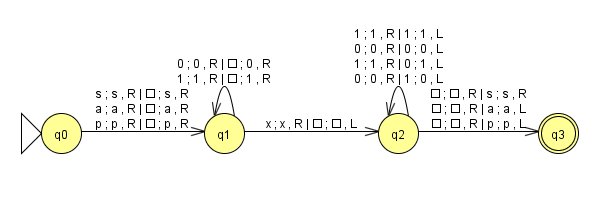 1 ; 1 , R | 1 ; 1 , L
0 ; 0 , R | 0 ; 0 , L
1 ; 1 , R | 0 ; 1 , L
0 ; 0 , R | 1 ; 0 , L
0 ; 0 , R | □ ; 0 , R
1 ; 1 , R | □ ; 1 , R
s ; s , R | □ ; s , R
a ; a , R | □ ; a , R
p ; p , R | □ ; p , R
□ ; □ , R | s ; s , R
□ ; □ , R | a ; a , L
□ ; □ , R | p ; p , L
x ; x , R | □ ; □ , L
q0
q1
q2
q3